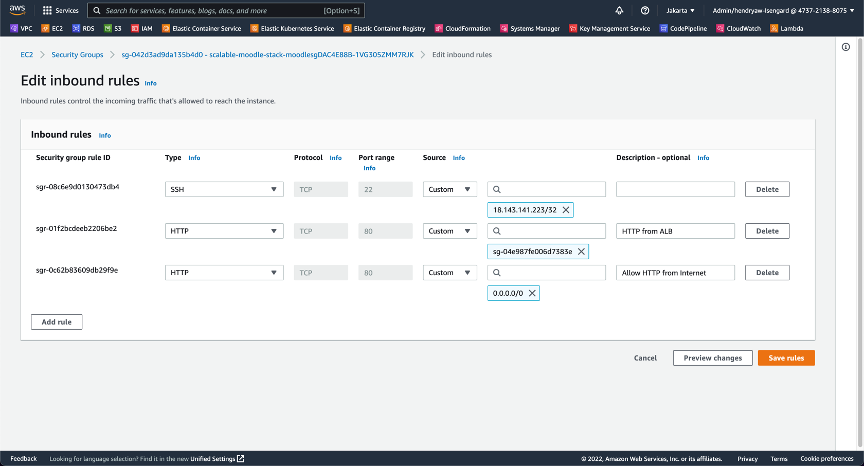 aws
Services
Search for services, features, blogs, docs, and more
[Option+S]
Jakarta
Admin/hendryaw-Isengard @ 4737-2138-8075
VPC
EC2
RDS
S3
IAM
Elastic Container Service
Elastic Kubernetes Service
Elastic Container Registry
CloudFormation
Systems Manager
Key Management Service
CodePipeline
CloudWatch
Lambda
EC2
Security Groups
sg-042d3ad9da135b4d0 - scalable-moodle-stack-moodlesgDAC4E88B-1VG305ZMM7RJK
Edit inbound rules
Edit inbound rules Info
Inbound rules control the incoming traffic that's allowed to reach the instance.
Inbound rules Info
Security group rule ID
Type Info
Protocol Info
Port range Info
Source Info
Description - optional Info
sgr-08c6e9d0130473db4
SSH
TCP
22
Custom
18.143.141.223/32
Delete
sgr-01f2bcdeeb2206be2
HTTP
TCP
80
Custom
sg-04e987fe006d7383e
HTTP from ALB
Delete
sgr-0c62b83609db29f9e
HTTP
TCP
80
Custom
0.0.0.0/0
Allow HTTP from Internet
Delete
Add rule
Cancel
Preview changes
Save rules
Feedback
Looking for language selection? Find it in the new Unified Settings
© 2022, Amazon Web Services, Inc. or its affiliates.
Privacy
Terms
Cookie preferences